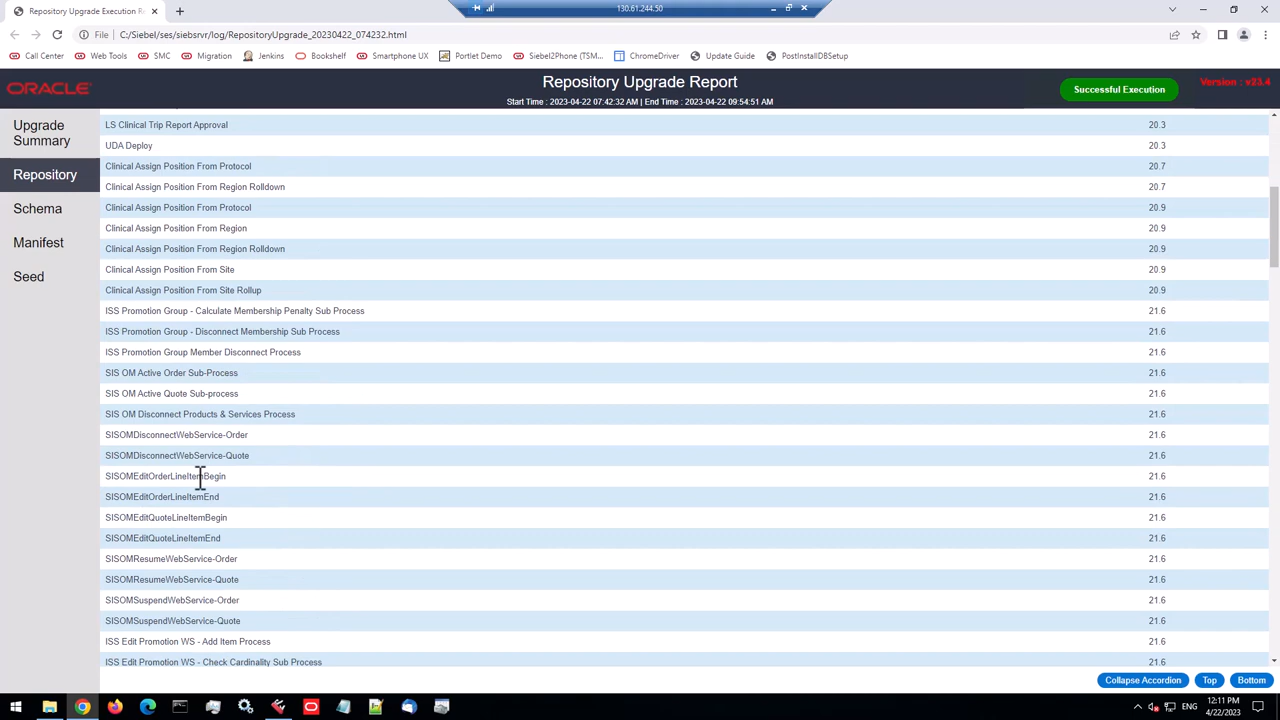 Repository Upgrade Execution R
130.61.244.50
File
C:/Siebel/ses/siebsrvr/log/RepositoryUpgrade_20230422_074232.html
Call Center
Web Tools
SMC
Migration
Jenkins
Bookshelf
Smartphone UX
Portlet Demo
Siebel2Phone (TSM...
ChromeDriver
Update Guide
PostInstallDBSetup
ORACLE
Repository Upgrade Report
Start Time : 2023-04-22 07:42:32 AM | End Time : 2023-04-22 09:54:51 AM
Successful Execution
Version : v23.4
Upgrade
Summary
Repository
Schema
Manifest
Seed
LS Clinical Trip Report Approval 20.3
UDA Deploy 20.3
Clinical Assign Position From Protocol 20.7
Clinical Assign Position From Region Rolldown 20.7
Clinical Assign Position From Protocol 20.9
Clinical Assign Position From Region 20.9
Clinical Assign Position From Region Rolldown 20.9
Clinical Assign Position From Site 20.9
Clinical Assign Position From Site Rollup 20.9
ISS Promotion Group - Calculate Membership Penalty Sub Process 21.6
ISS Promotion Group - Disconnect Membership Sub Process 21.6
ISS Promotion Group Member Disconnect Process 21.6
SIS OM Active Order Sub-Process 21.6
SIS OM Active Quote Sub-process 21.6
SIS OM Disconnect Products & Services Process 21.6
SISOMDisconnectWebService-Order 21.6
SISOMDisconnectWebService-Quote 21.6
SISOMEditOrderLineItemBegin 21.6
SISOMEditOrderLineItemEnd 21.6
SISOMEditQuoteLineItemBegin 21.6
SISOMEditQuoteLineItemEnd 21.6
SISOMResumeWebService-Order 21.6
SISOMResumeWebService-Quote 21.6
SISOMSuspendWebService-Order 21.6
SISOMSuspendWebService-Quote 21.6
ISS Edit Promotion WS - Add Item Process 21.6
ISS Edit Promotion WS - Check Cardinality Sub Process 21.6
Collapse Accordion
Top
Bottom
ENG
12:11 PM
4/22/2023